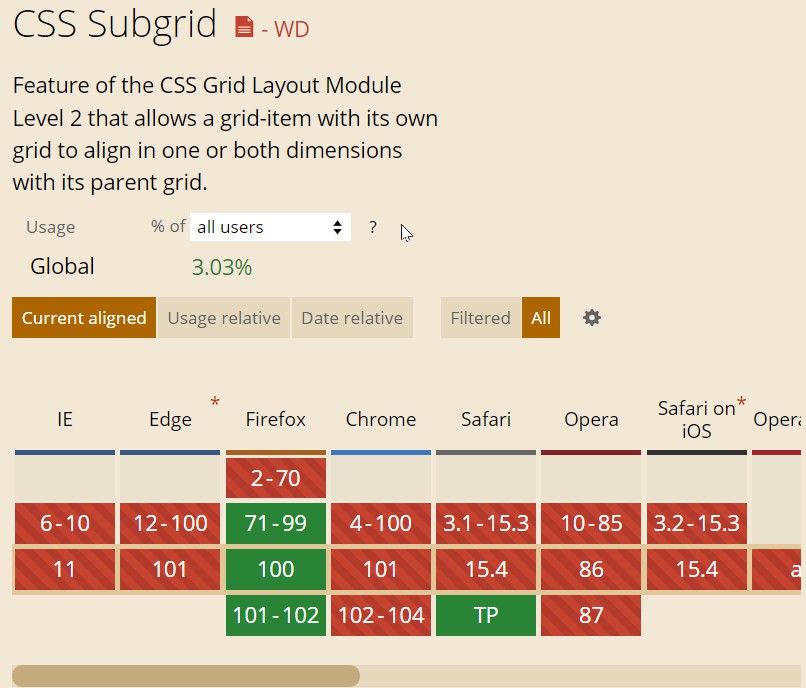 CSS Subgrid - WD
Feature of the CSS Grid Layout Module
Level 2 that allows a grid-item with its own
grid to align in one or both dimensions
with its parent grid.
Usage % of all users ?
Global 3.03%
Current aligned Usage relative Date relative Filtered All
IE Edge * Firefox Chrome Safari Opera Safari on * iOS
2-70
6-10 12-100 71-99 4-100 3.1-15.3 10-85 3.2-15.3
11 101 100 101 15.4 86 15.4
101-102 102-104 TP 87